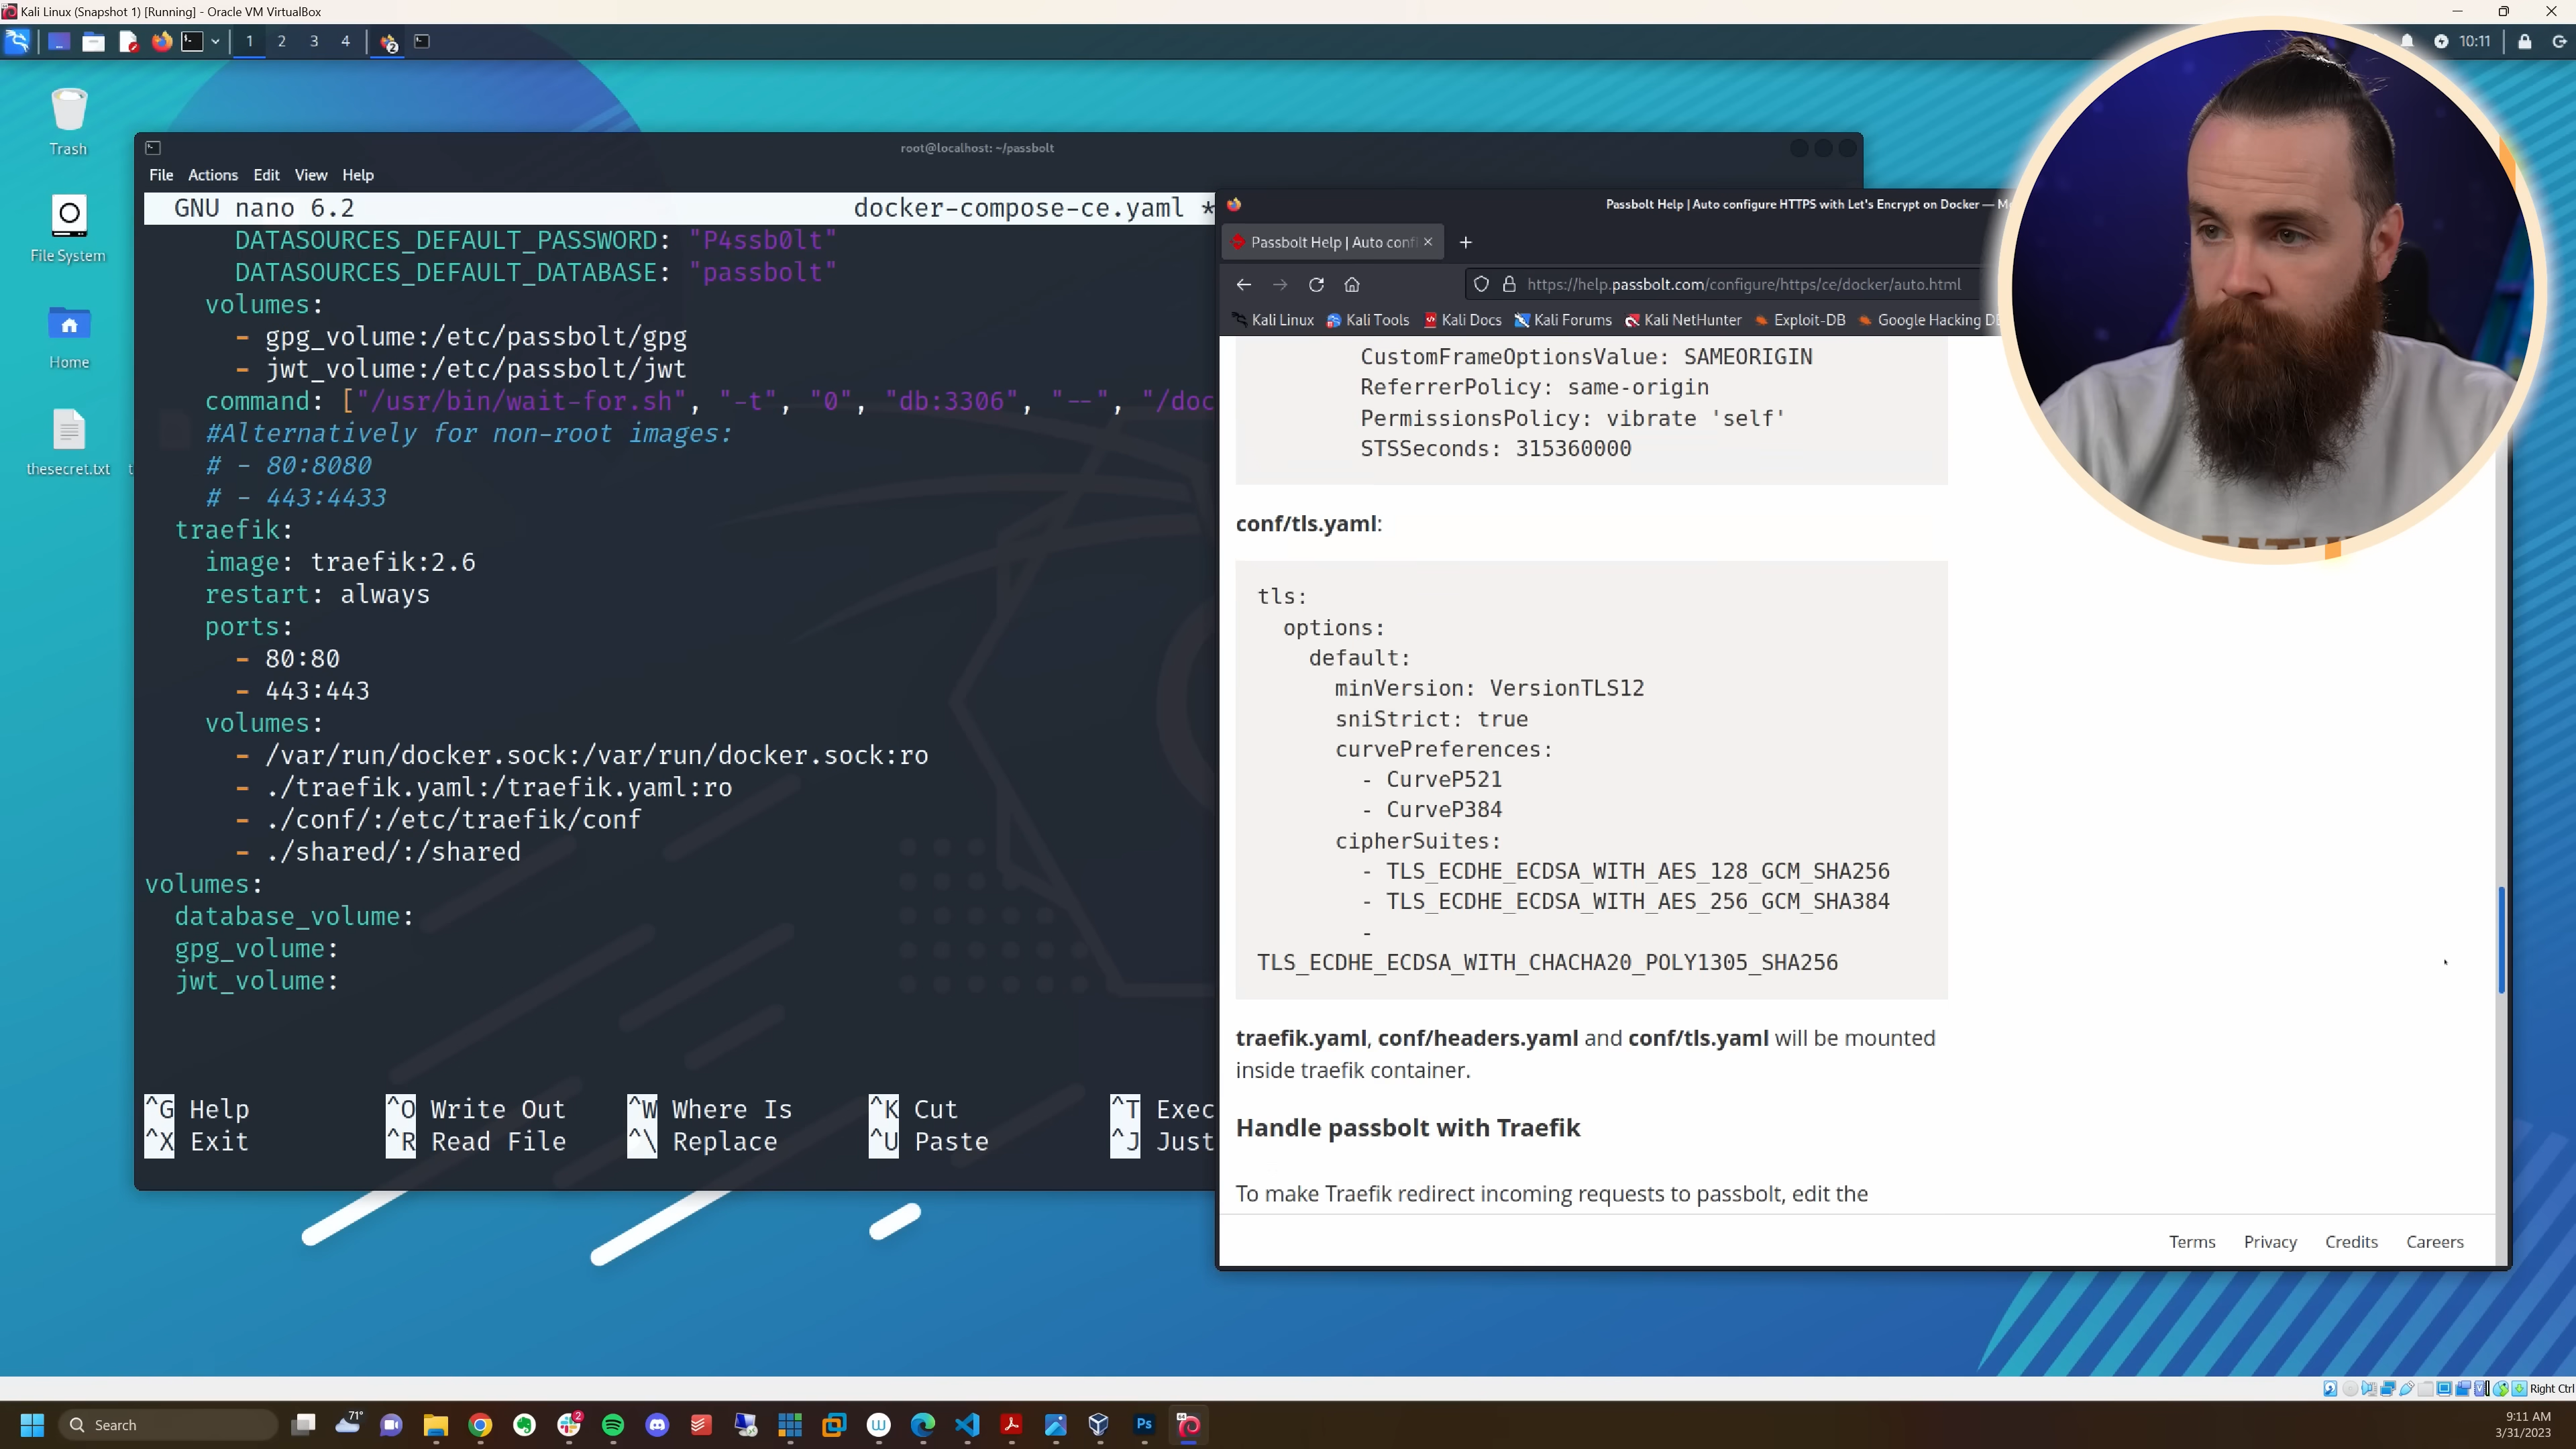 Kali Linux (Snapshot 1) [Running] - Oracle VM VirtualBox
1 2 3 4
2
10:11
Trash
File System
Home
thesecret.txt
t
root@localhost: ~/passbolt
File Actions Edit View Help
GNU nano 6.2 docker-compose-ce.yaml *
DATASOURCES_DEFAULT_PASSWORD: "P4ssb0lt"
DATASOURCES_DEFAULT_DATABASE: "passbolt"
volumes:
- gpg_volume:/etc/passbolt/gpg
- jwt_volume:/etc/passbolt/jwt
command: ["/usr/bin/wait-for.sh", "-t", "0", "db:3306", "--", "/doc
#Alternatively for non-root images:
# - 80:8080
# - 443:4433
traefik:
image: traefik:2.6
restart: always
ports:
- 80:80
- 443:443
volumes:
- /var/run/docker.sock:/var/run/docker.sock:ro
- ./traefik.yaml:/traefik.yaml:ro
- ./conf/:/etc/traefik/conf
- ./shared/:/shared
volumes:
database_volume:
gpg_volume:
jwt_volume:
^G Help ^O Write Out ^W Where Is ^K Cut ^T Exec
^X Exit ^R Read File ^\ Replace ^U Paste ^J Just
Passbolt Help | Auto configure HTTPS with Let's Encrypt on Docker — M
Passbolt Help | Auto conf
https://help.passbolt.com/configure/https/ce/docker/auto.html
Kali Linux Kali Tools Kali Docs Kali Forums Kali NetHunter Exploit-DB Google Hacking D
CustomFrameOptionsValue: SAMEORIGIN
ReferrerPolicy: same-origin
PermissionsPolicy: vibrate 'self'
STSSeconds: 315360000
conf/tls.yaml:
tls:
options:
default:
minVersion: VersionTLS12
sniStrict: true
curvePreferences:
- CurveP521
- CurveP384
cipherSuites:
- TLS_ECDHE_ECDSA_WITH_AES_128_GCM_SHA256
- TLS_ECDHE_ECDSA_WITH_AES_256_GCM_SHA384
-
TLS_ECDHE_ECDSA_WITH_CHACHA20_POLY1305_SHA256
traefik.yaml, conf/headers.yaml and conf/tls.yaml will be mounted
inside traefik container.
Handle passbolt with Traefik
To make Traefik redirect incoming requests to passbolt, edit the
Terms Privacy Credits Careers
Right Ctrl
Search
71°
2
Ps
9:11 AM
3/31/2023